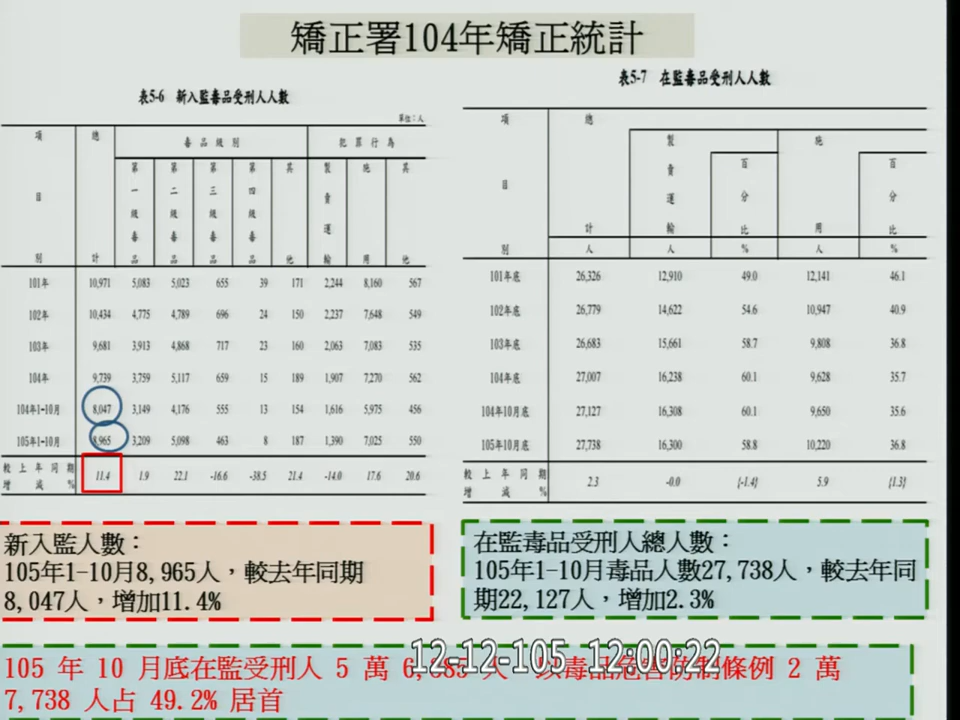 矯正署104年矯正統計
表5-6 新入監毒品受刑人人數
單位：人
項目別 總計 毒品級別 犯罪行為
第一級毒品 第二級毒品 第三級毒品 第四級毒品 其他 製賣運輸 施用 其他
101年 10,971 5,083 5,023 655 39 171 2,244 8,160 567
102年 10,434 4,775 4,789 696 24 150 2,237 7,648 549
103年 9,681 3,913 4,868 717 23 160 2,063 7,083 535
104年 9,739 3,759 5,117 659 15 189 1,907 7,270 562
104年1-10月 8,047 3,149 4,176 555 13 154 1,616 5,975 456
105年1-10月 8,965 3,209 5,098 463 8 187 1,390 7,025 550
較上年同期增減% 11.4 1.9 22.1 -16.6 -38.5 21.4 -14.0 17.6 20.6
表5-7 在監毒品受刑人人數
項目別 總計 製賣運輸 百分比 施用 百分比
人 人 % 人 %
101年底 26,326 12,910 49.0 12,141 46.1
102年底 26,779 14,622 54.6 10,947 40.9
103年底 26,683 15,661 58.7 9,808 36.8
104年底 27,007 16,238 60.1 9,628 35.7
104年10月底 27,127 16,308 60.1 9,650 35.6
105年10月底 27,738 16,300 58.8 10,220 36.8
較上年同期增減% 2.3 -0.0 [-1.4] 5.9 [1.3]
新入監人數：
105年1-10月8,965人，較去年同期
8,047人，增加11.4%
在監毒品受刑人總人數：
105年1-10月毒品人數27,738人，較去年同
期22,127人，增加2.3%
12-12-105 12:00:22
105 年 10 月底在監受刑人 5 萬 人 以毒品危害防制條例 2 萬
7,738 人占 49.2% 居首